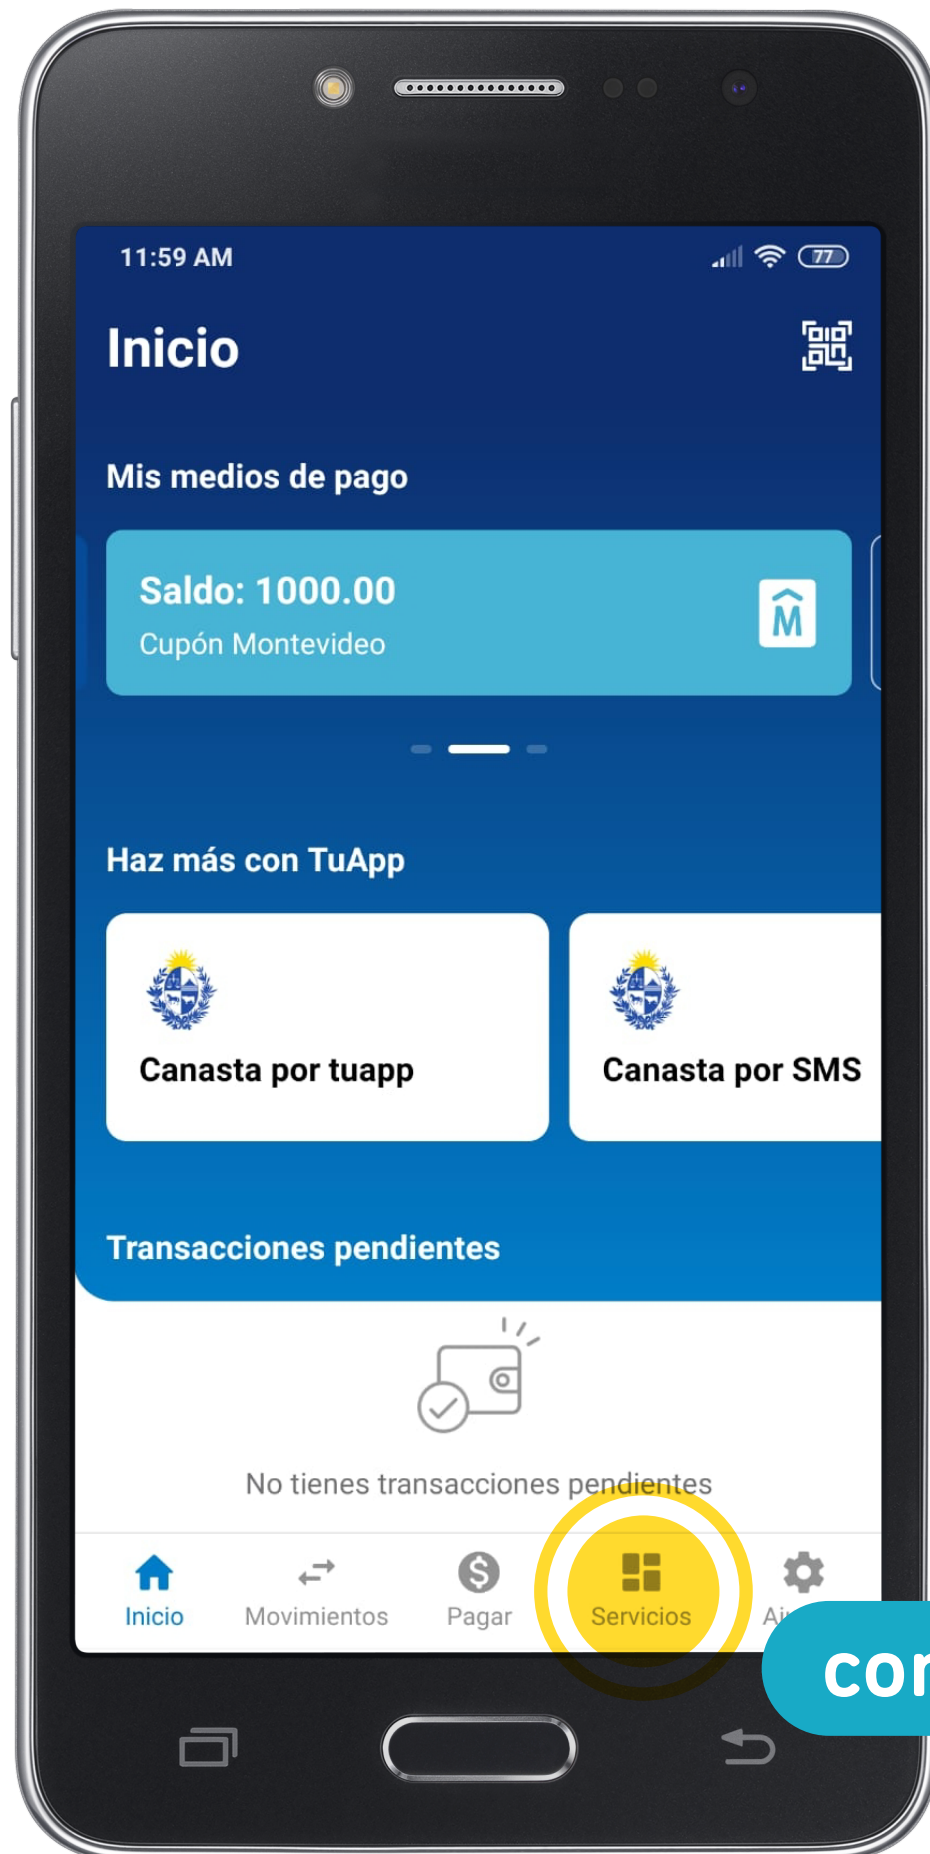 11:59 AM
77
Inicio
Mis medios de pago
Saldo: 1000.00
Cupón Montevideo
M
Haz más con TuApp
Canasta por tuapp
Canasta por SMS
Transacciones pendientes
No tienes transacciones pendientes
Inicio
Movimientos
Pagar
Servicios